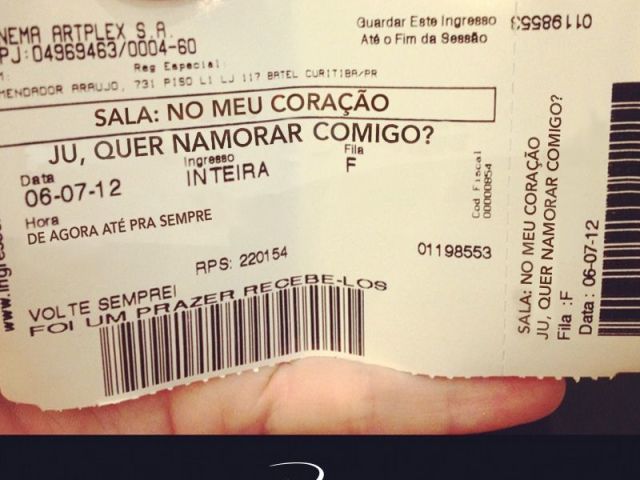 NEMA ARTPLEX S.A.
PJ: 04969463/0004-60
Reg Especial:
MENDADOR ARAUJO, 731 PISO L1 LJ 117 BATEL CURITIBA/PR
Guardar Este Ingresso
Até o Fim da Sessão
SALA: NO MEU CORAÇÃO
JU, QUER NAMORAR COMIGO?
Data
06-07-12
Ingresso
INTEIRA
Fila
F
Hora
DE AGORA ATÉ PRA SEMPRE
RPS: 220154
01198553
Cod Fiscal
00000854
VOLTE SEMPRE!
FOI UM PRAZER RECEBE-LOS
01198553
SALA: NO MEU CORAÇÃO
JU, QUER NAMORAR COMIGO?
Fila :F
Data: 06-07-12